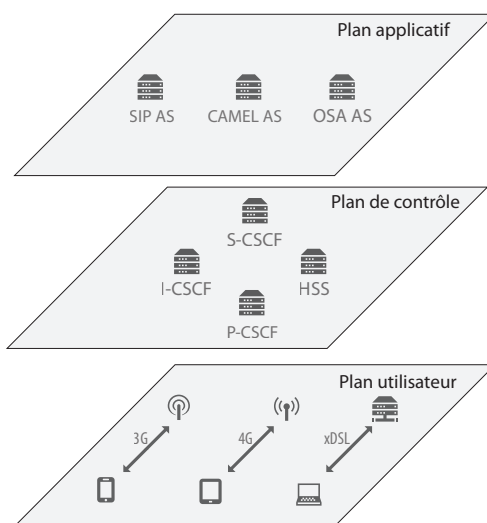 Plan applicatif
SIP AS
CAMEL AS
OSA AS
Plan de contrôle
S-CSCF
I-CSCF
HSS
P-CSCF
Plan utilisateur
3G
4G
xDSL